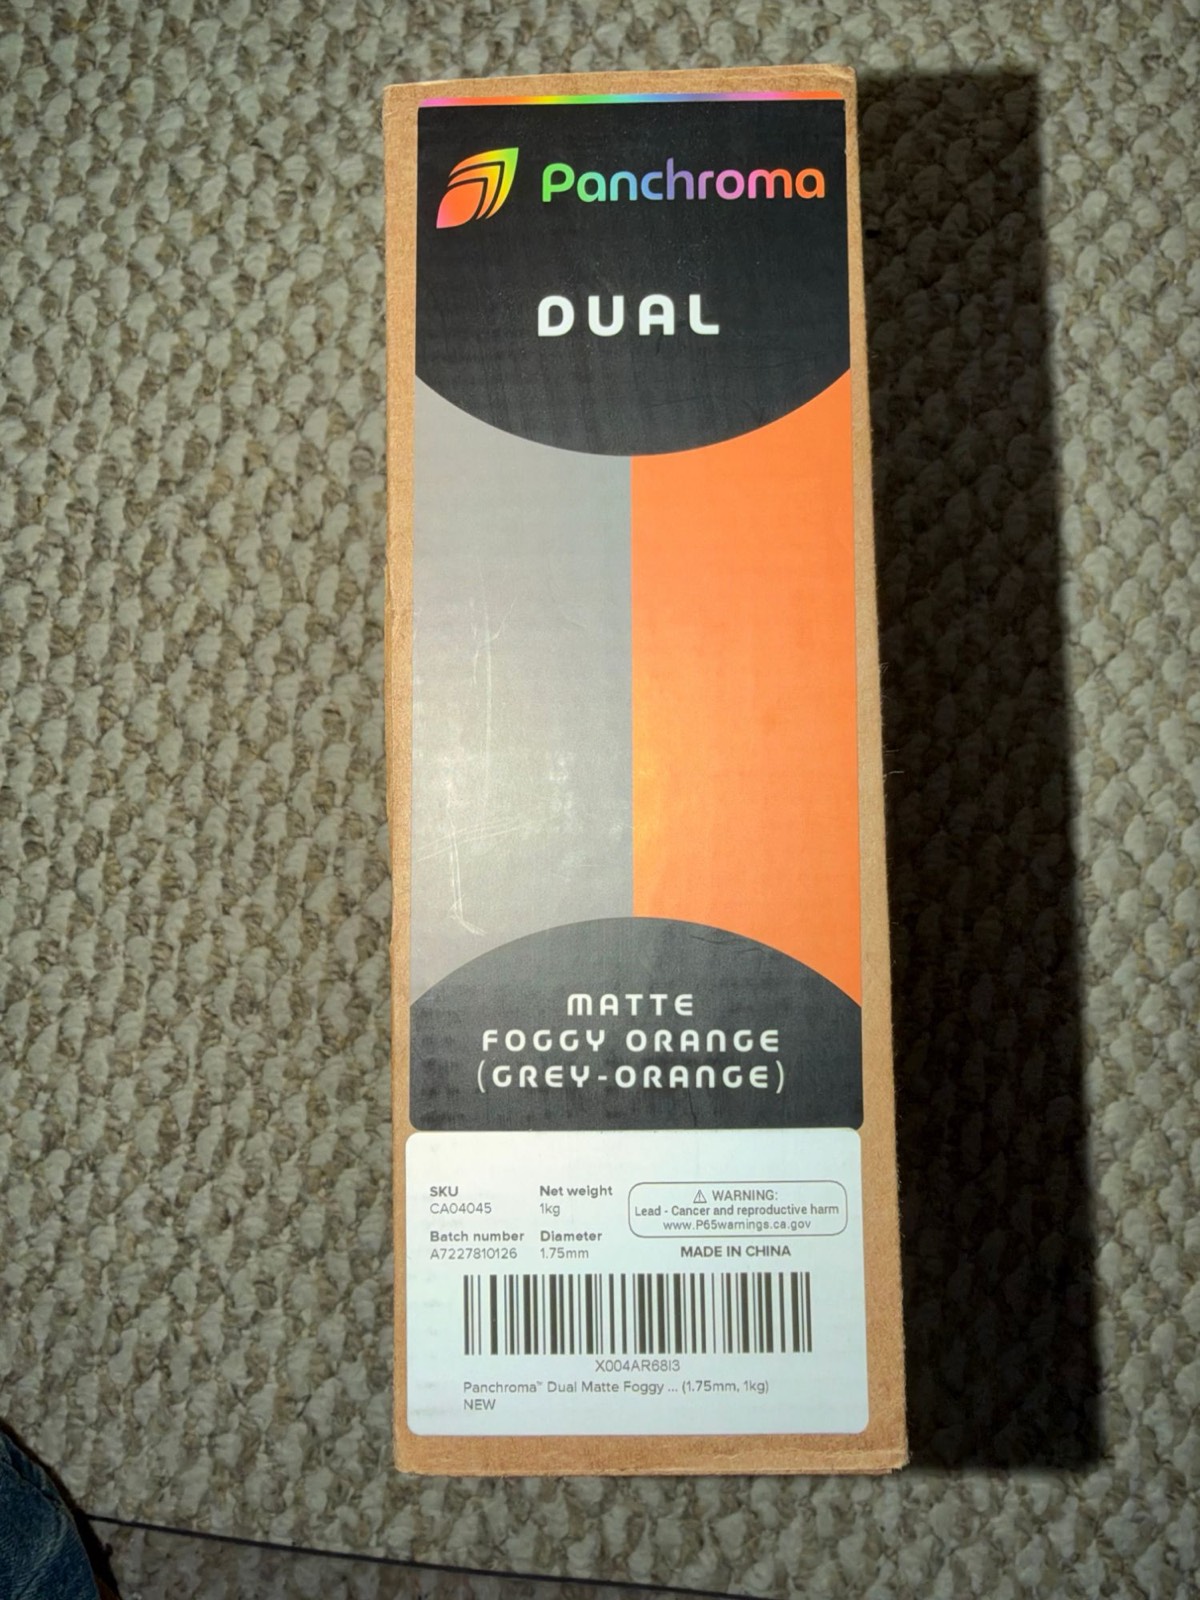 Panchroma
DUAL
MATTE
FOGGY ORANGE
(GREY-ORANGE)
SKU
CA04045
Net weight
1kg
Batch number
A7227810126
Diameter
1.75mm
⚠ WARNING:
Lead - Cancer and reproductive harm
www.P65warnings.ca.gov
MADE IN CHINA
X004AR68I3
Panchroma™ Dual Matte Foggy ... (1.75mm, 1kg)
NEW